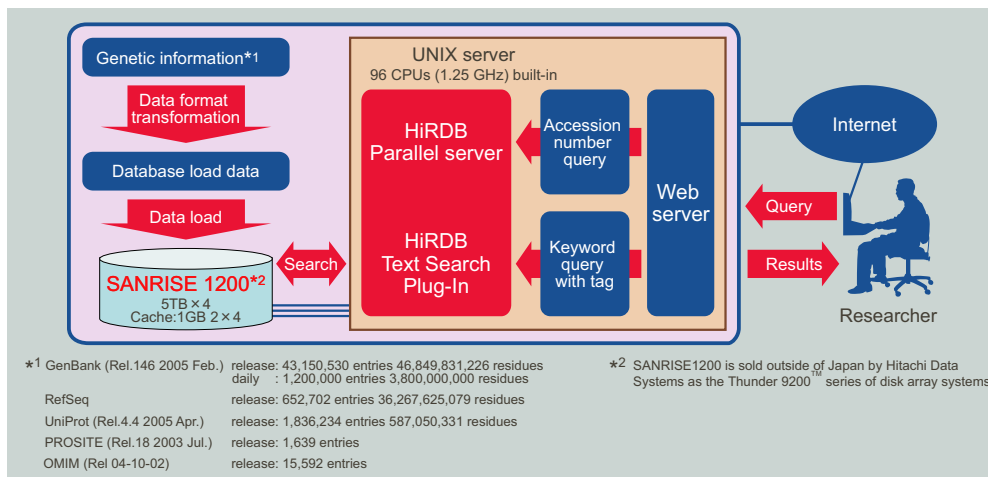 Genetic information*1
Data format
transformation
Database load data
Data load
SANRISE 1200*2
5TB×4
Cache:1GB 2×4
Search
UNIX server
96 CPUs (1.25 GHz) built-in
HiRDB
Parallel server
HiRDB
Text Search
Plug-In
Accession
number
query
Keyword
query
with tag
Web
server
Internet
Query
Results
Researcher
*1 GenBank (Rel.146 2005 Feb.) release: 43,150,530 entries 46,849,831,226 residues
daily : 1,200,000 entries 3,800,000,000 residues
RefSeq release: 652,702 entries 36,267,625,079 residues
UniProt (Rel.4.4 2005 Apr.) release: 1,836,234 entries 587,050,331 residues
PROSITE (Rel.18 2003 Jul.) release: 1,639 entries
OMIM (Rel 04-10-02) release: 15,592 entries
*2 SANRISE1200 is sold outside of Japan by Hitachi Data
Systems as the Thunder 9200™ series of disk array systems